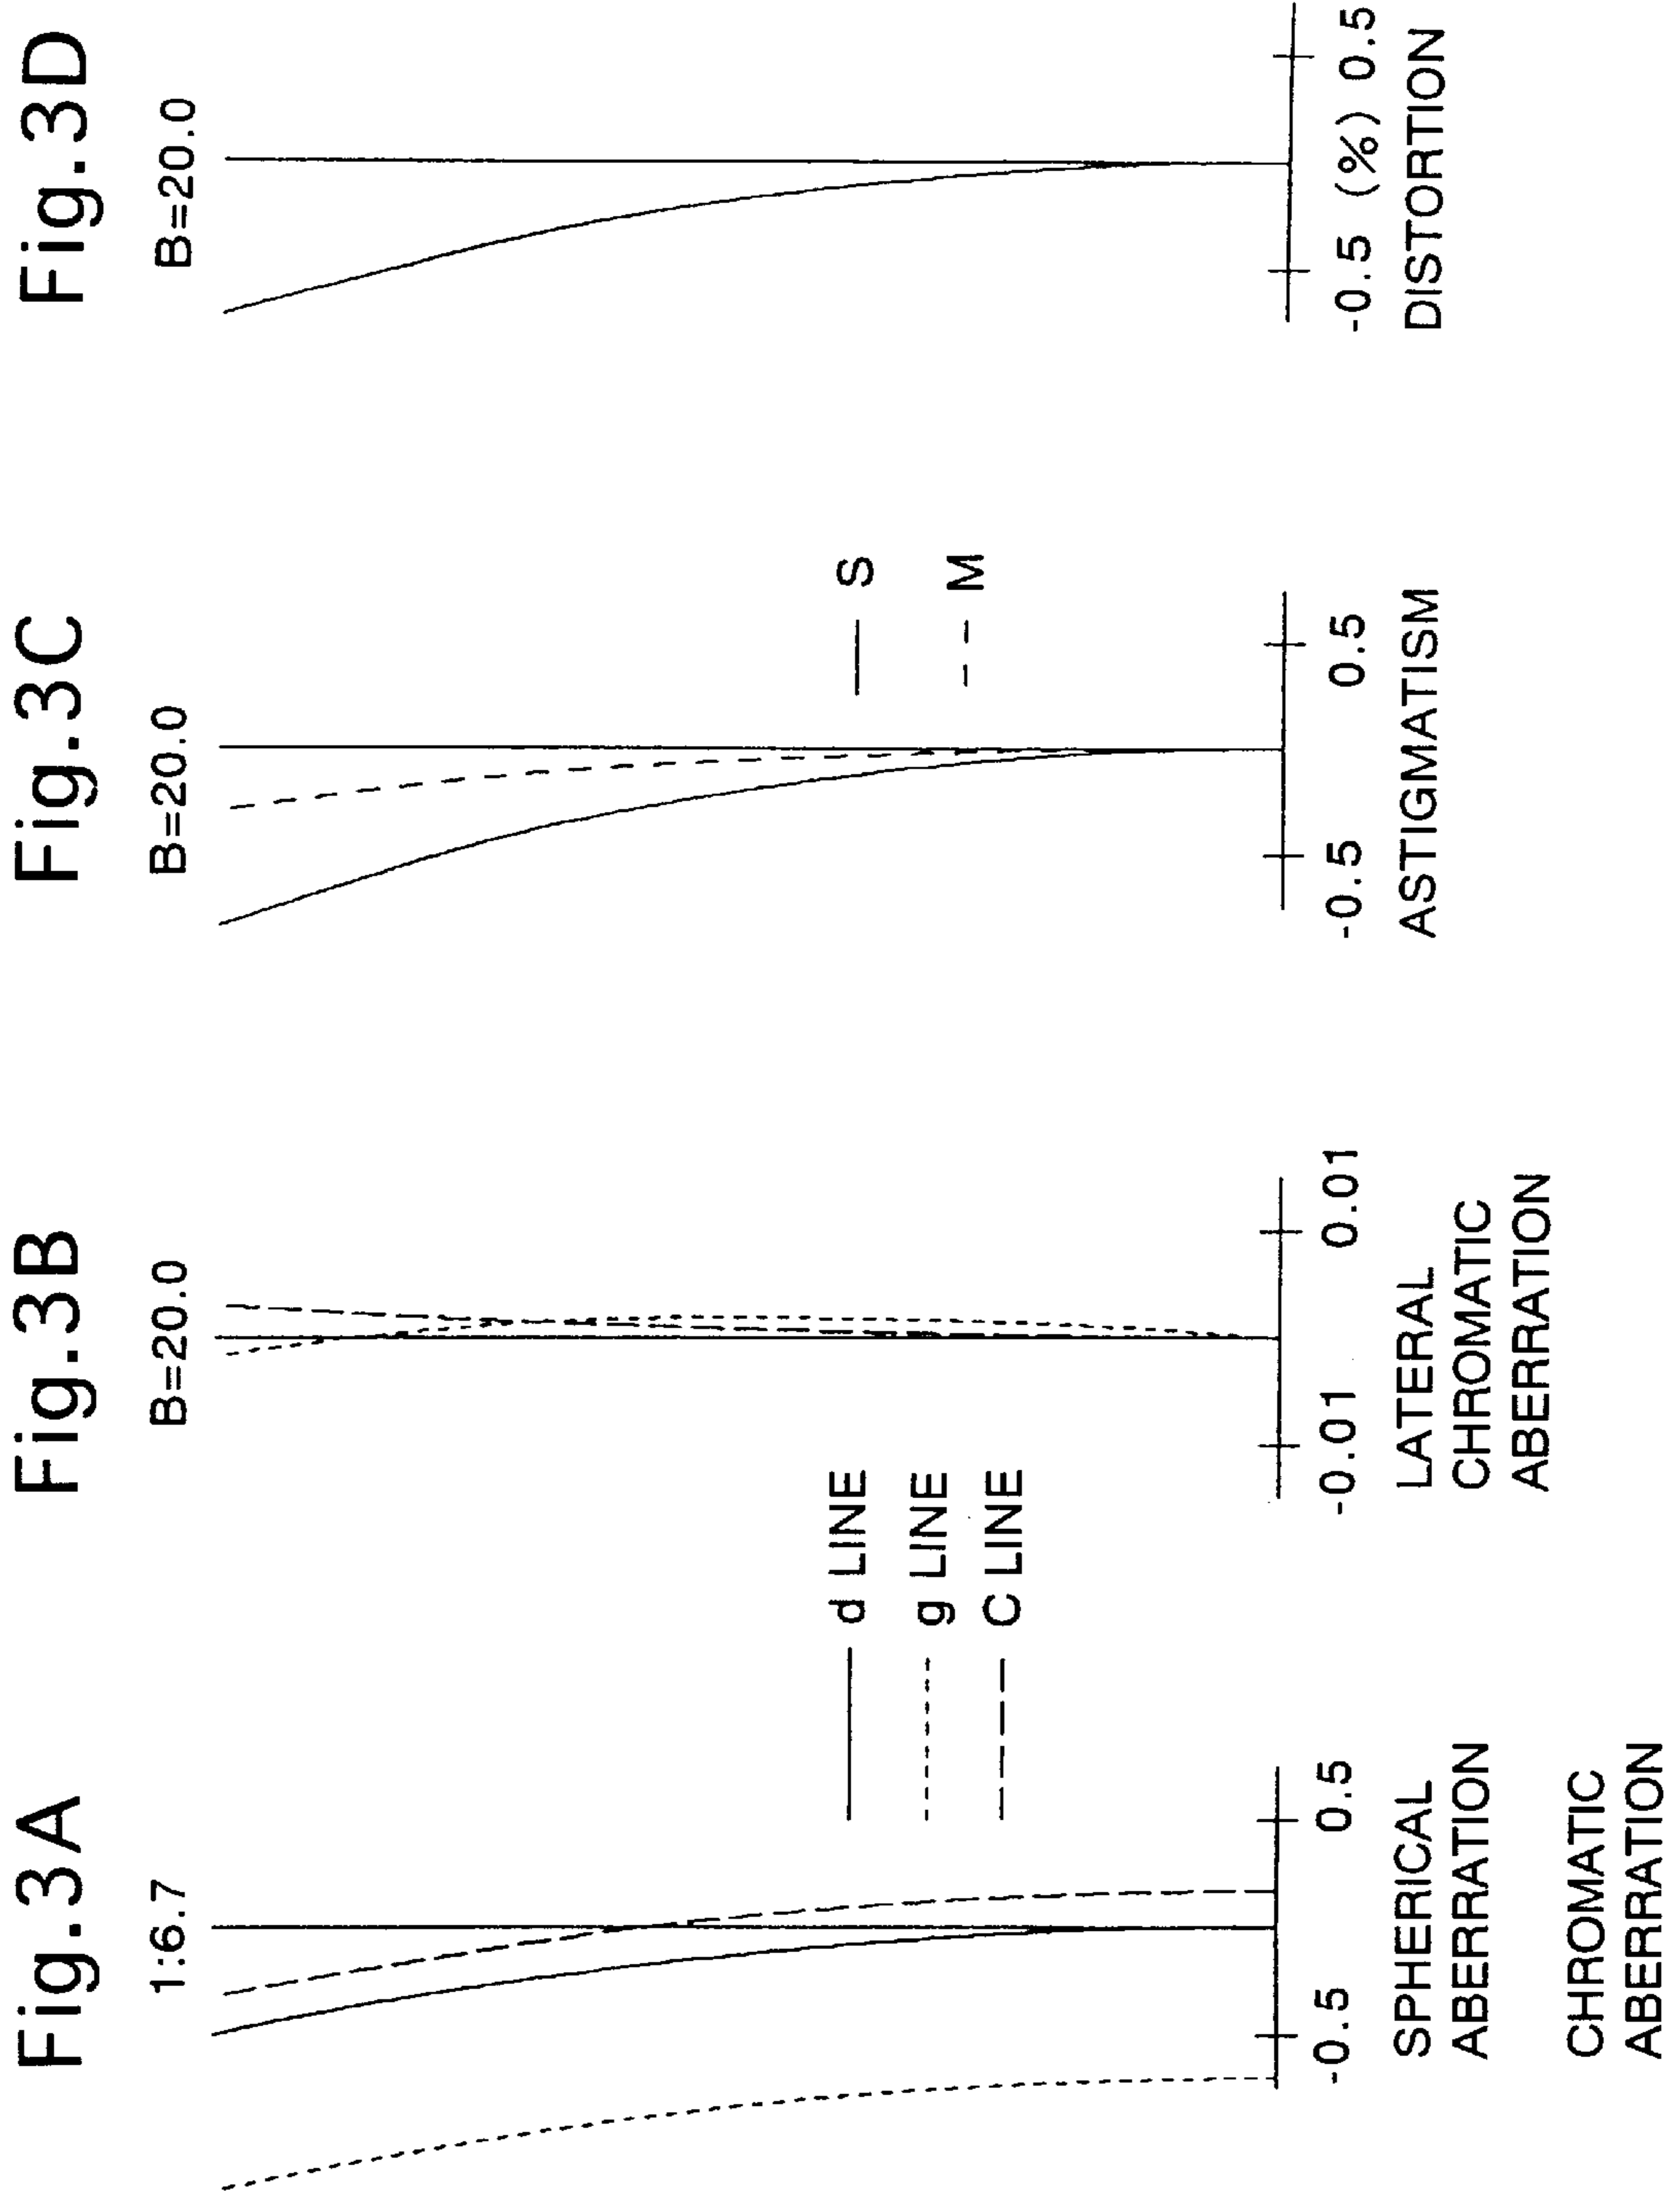 Fig.3A
1:6.7
d LINE
g LINE
C LINE
-0.5 0.5
SPHERICAL
ABERRATION
CHROMATIC
ABERRATION
Fig.3B
B=20.0
-0.01 0.01
LATERAL
CHROMATIC
ABERRATION
Fig.3C
B=20.0
S
M
-0.5 0.5
ASTIGMATISM
Fig.3D
B=20.0
-0.5 (%) 0.5
DISTORTION